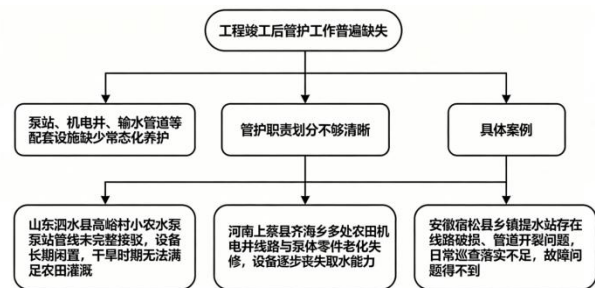 工程竣工后管护工作普遍缺失
泵站、机电井、输水管道等
配套设施缺少常态化养护
管护职责划分不够清晰
具体案例
山东泗水县高峪村小农水泵
泵站管线未完整接驳，设备
长期闲置，干旱时期无法满
足农田灌溉
河南上蔡县齐海乡多处农田机
电井线路与泵体零件老化失
修，设备逐步丧失取水能力
安徽宿松县乡镇提水站存在
线路破损、管道开裂问题，
日常巡查落实不足，故障问
题得不到